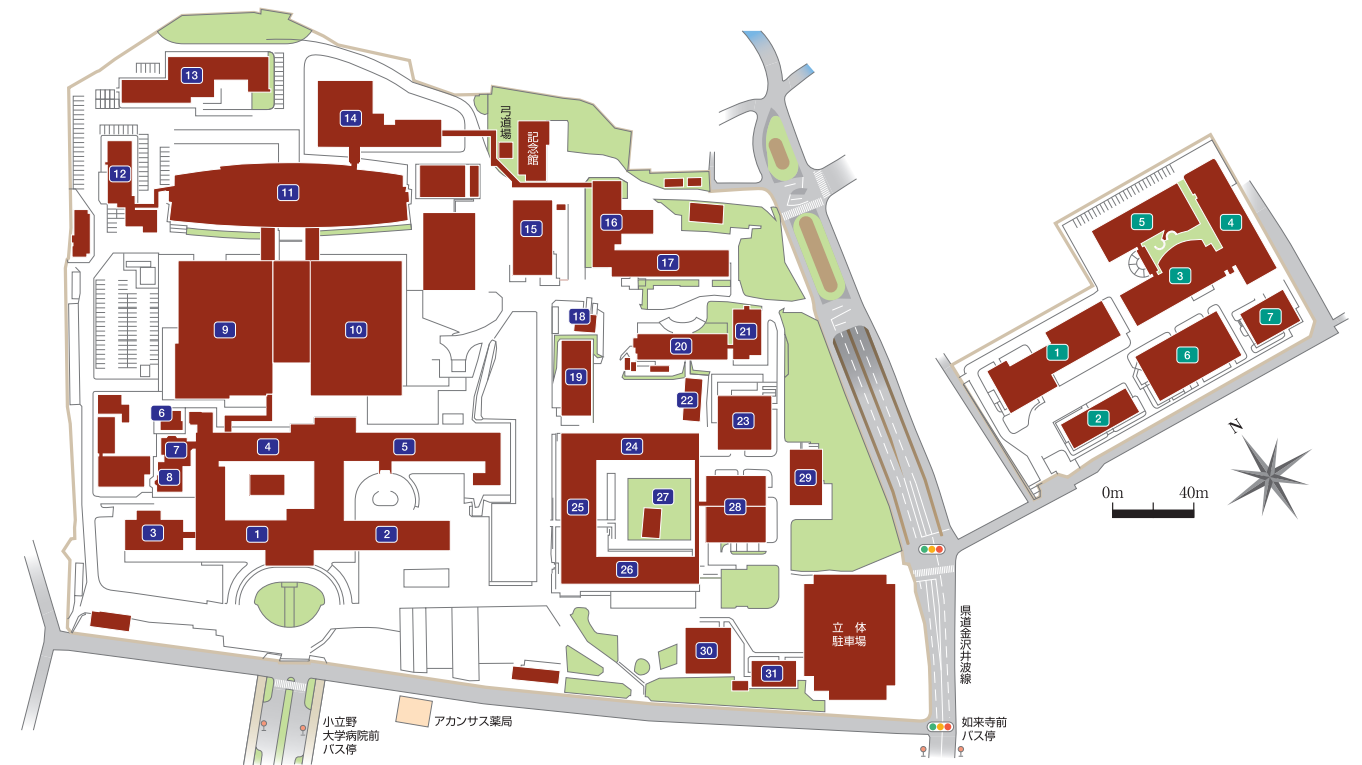 13
14
弓道場
記念館
12
11
15
16
17
5
4
3
7
6
1
2
N
0m 40m
9
10
18
19
20
21
22
23
6
7
8
4
5
24
25
27
28
29
3
1
2
26
立 体
駐車場
30
31
県道金沢井波線
小立野
大学病院前
バス停
アカンサス薬局
如来寺前
バス停